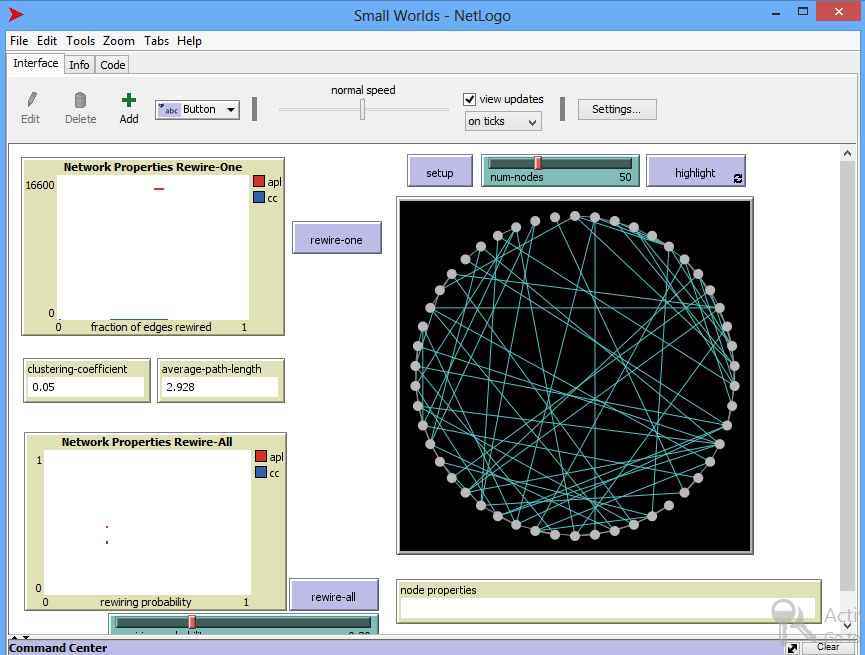 Small Worlds - NetLogo
File Edit Tools Zoom Tabs Help
Interface Info Code
normal speed
Edit Delete Add
abc Button
view updates
on ticks
Settings...
Network Properties Rewire-One
16600
apl
cc
0
0 fraction of edges rewired 1
rewire-one
setup
num-nodes 50
highlight
clustering-coefficient
0.05
average-path-length
2.928
Network Properties Rewire-All
1
apl
cc
0
0 rewiring probability 1
rewire-all
node properties
Command Center
Clear